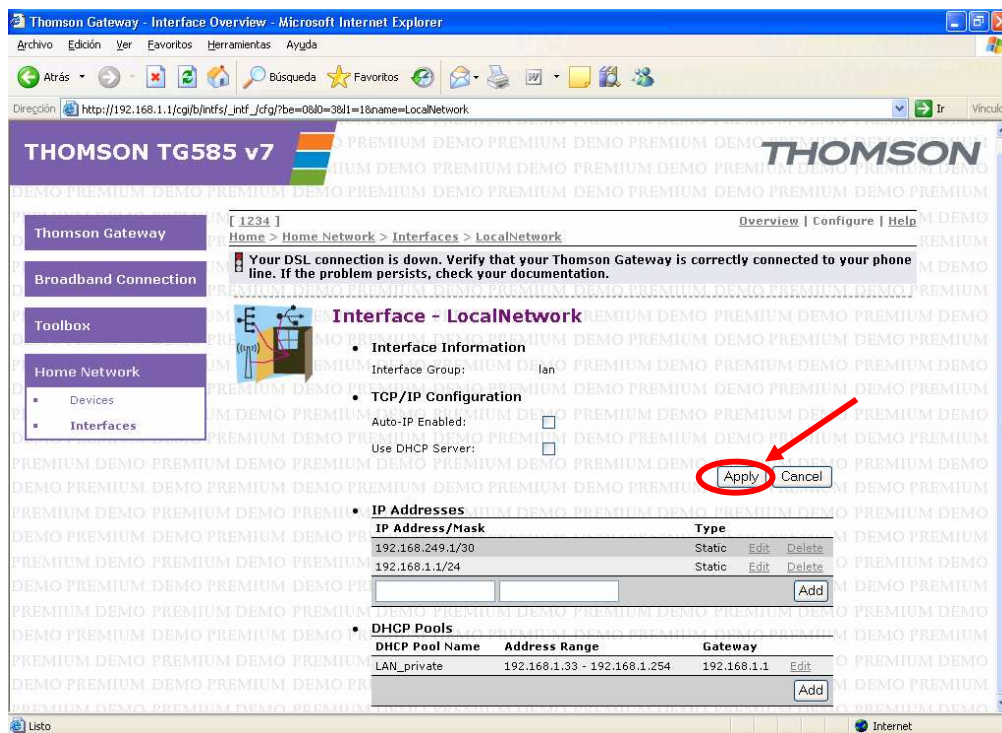 Thomson Gateway - Interface Overview - Microsoft Internet Explorer
Archivo Edición Ver Favoritos Herramientas Ayuda
Atrás Búsqueda Favoritos
Dirección http://192.168.1.1/cgi/b/intfs/_intf_/cfg/?be=0&l0=3&l1=1&name=LocalNetwork Ir Vínculo
THOMSON TG585 v7
THOMSON
[ 1234 ] Overview | Configure | Help
Home > Home Network > Interfaces > LocalNetwork
Your DSL connection is down. Verify that your Thomson Gateway is correctly connected to your phone
line. If the problem persists, check your documentation.
Thomson Gateway
Broadband Connection
Toolbox
Home Network
Devices
Interfaces
Interface - LocalNetwork
• Interface Information
Interface Group: lan
• TCP/IP Configuration
Auto-IP Enabled:
Use DHCP Server:
Apply Cancel
• IP Addresses
IP Address/Mask Type
192.168.249.1/30 Static Edit Delete
192.168.1.1/24 Static Edit Delete
Add
• DHCP Pools
DHCP Pool Name Address Range Gateway
LAN_private 192.168.1.33 - 192.168.1.254 192.168.1.1 Edit
Add
Listo Internet